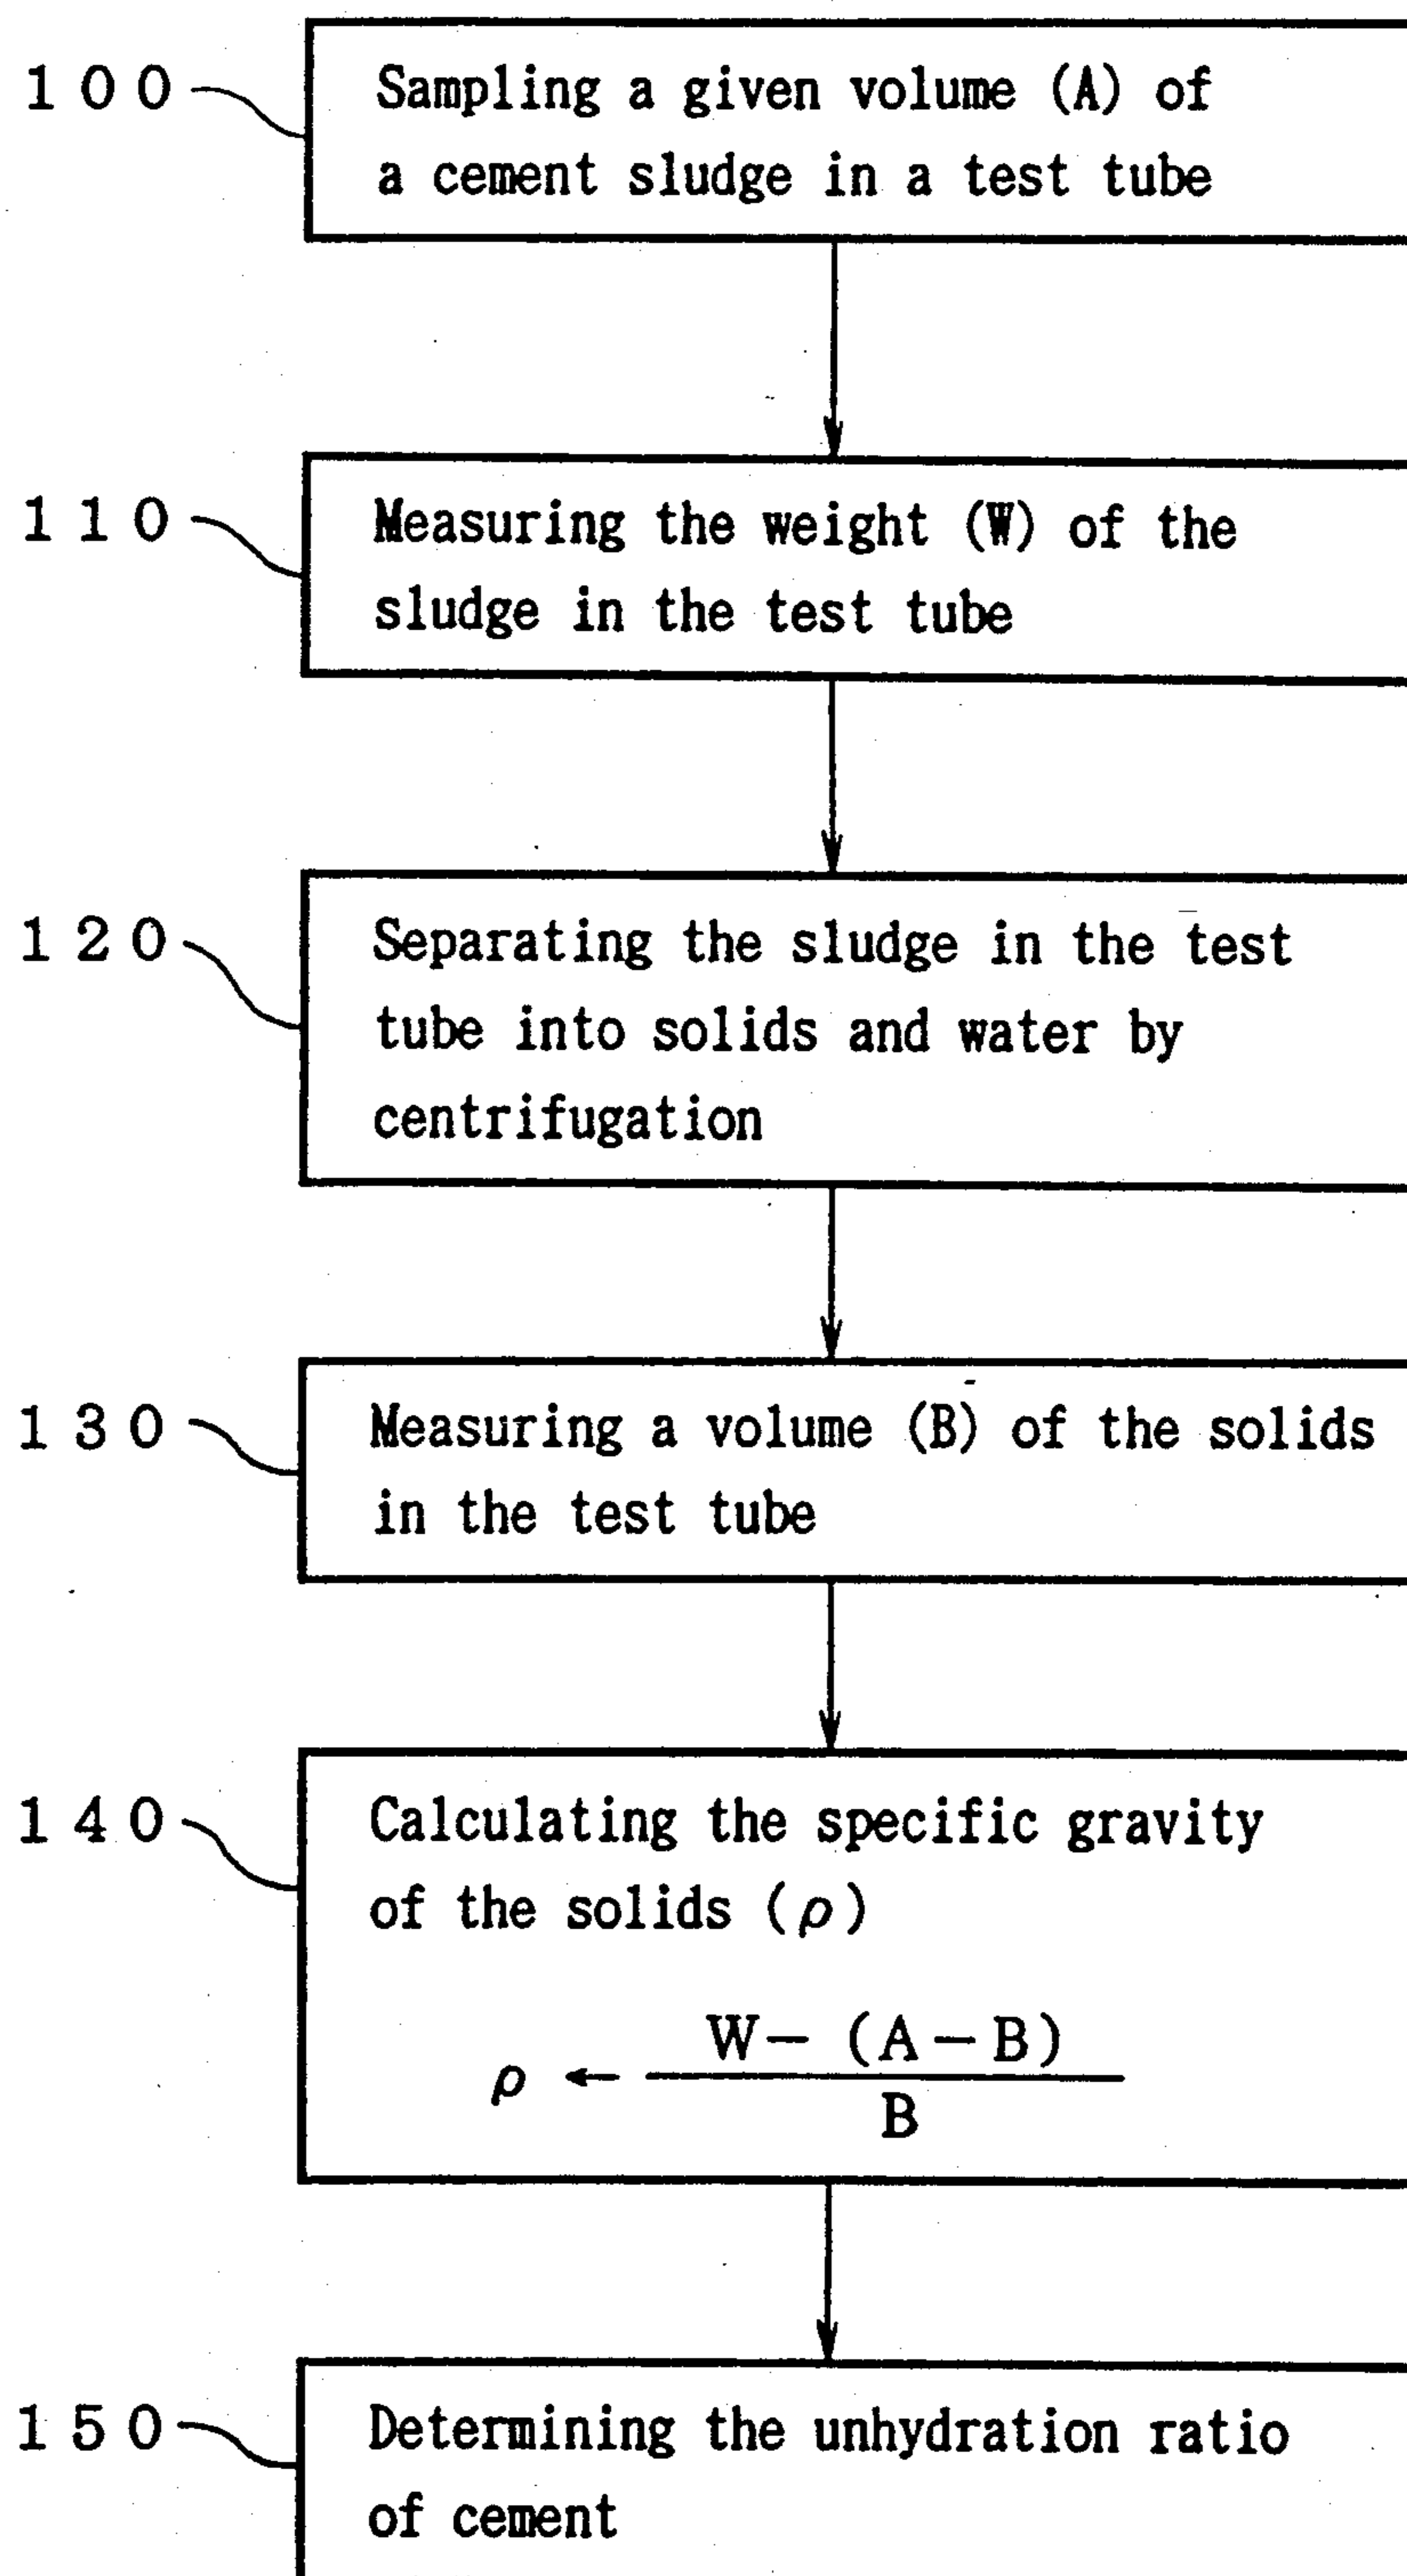 100 Sampling a given volume (A) of
a cement sludge in a test tube
110 Measuring the weight (W) of the
sludge in the test tube
120 Separating the sludge in the test
tube into solids and water by
centrifugation
130 Measuring a volume (B) of the solids
in the test tube
140 Calculating the specific gravity
of the solids (ρ)
W− (A−B)
ρ ←
B
150 Determining the unhydration ratio
of cement